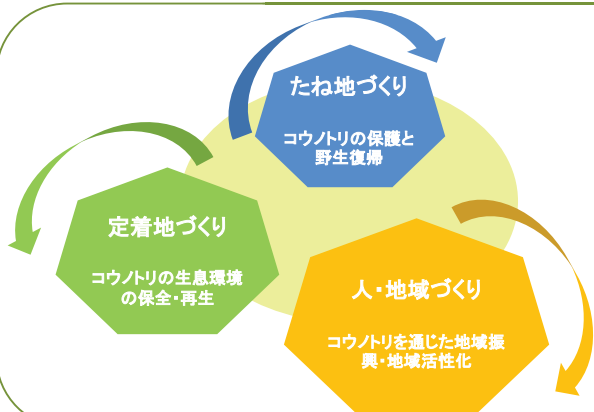 たね地づくり
コウノトリの保護と
野生復帰
定着地づくり
コウノトリの生息環境
の保全・再生
人・地域づくり
コウノトリを通じた地域振
興・地域活性化